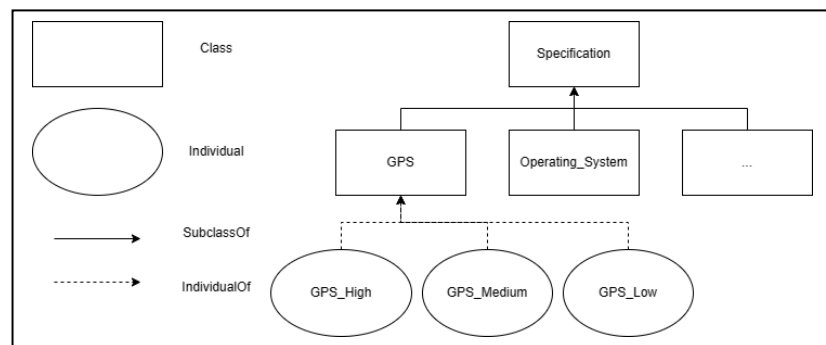 Class
Specification
Individual
GPS
Operating_System
...
SubclassOf
IndividualOf
GPS_High
GPS_Medium
GPS_Low